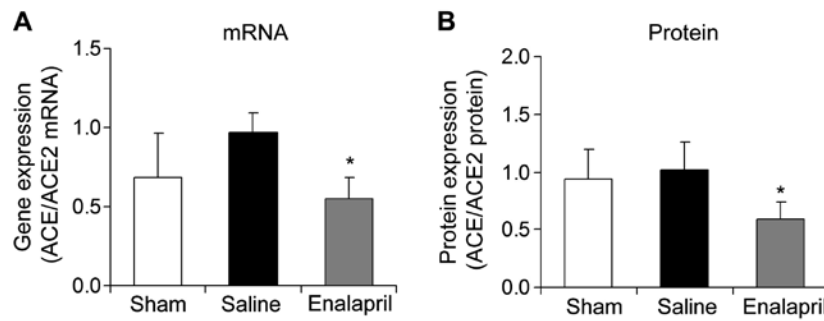 A
mRNA
Gene expression
(ACE/ACE2 mRNA)
1.5
1.0
0.5
0.0
*
Sham Saline Enalapril
B
Protein
Protein expression
(ACE/ACE2 protein)
2.0
1.5
1.0
0.5
0.0
*
Sham Saline Enalapril